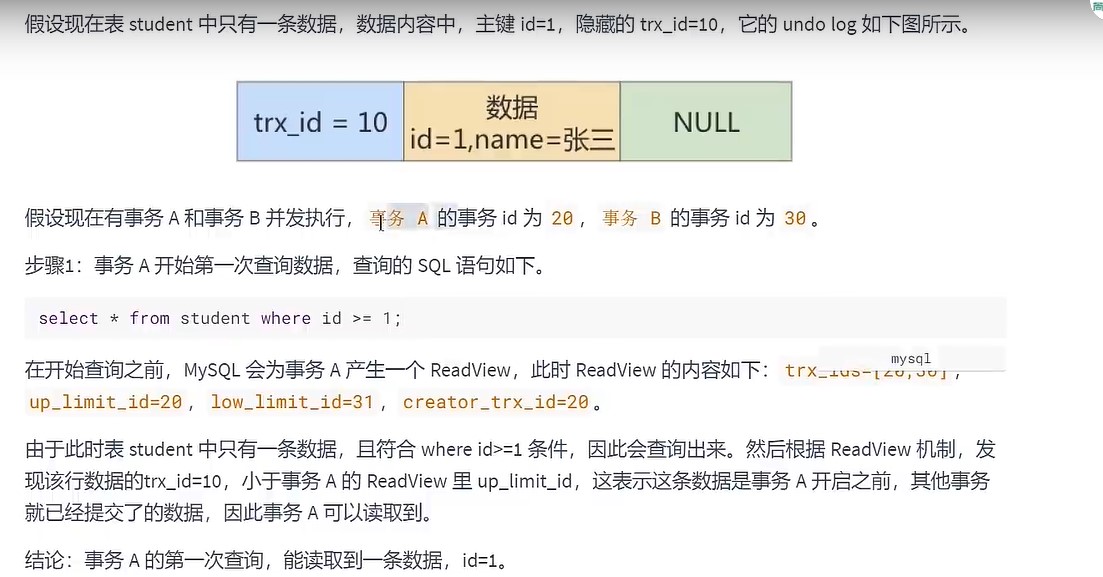 假设现在表 student 中只有一条数据，数据内容中，主键 id=1，隐藏的 trx_id=10，它的 undo log 如下图所示。
trx_id = 10
数据
id=1,name=张三
NULL
假设现在有事务 A 和事务 B 并发执行， 事务 A 的事务 id 为 20 ， 事务 B 的事务 id 为 30 。
步骤1：事务 A 开始第一次查询数据，查询的 SQL 语句如下。
select * from student where id >= 1;
mysql
在开始查询之前，MySQL 会为事务 A 产生一个 ReadView，此时 ReadView 的内容如下： trx_ids=[20,30] ，
up_limit_id=20 ， low_limit_id=31 ， creator_trx_id=20 。
由于此时表 student 中只有一条数据，且符合 where id>=1 条件，因此会查询出来。然后根据 ReadView 机制，发
现该行数据的trx_id=10，小于事务 A 的 ReadView 里 up_limit_id，这表示这条数据是事务 A 开启之前，其他事务
就已经提交了的数据，因此事务 A 可以读取到。
结论：事务 A 的第一次查询，能读取到一条数据，id=1。